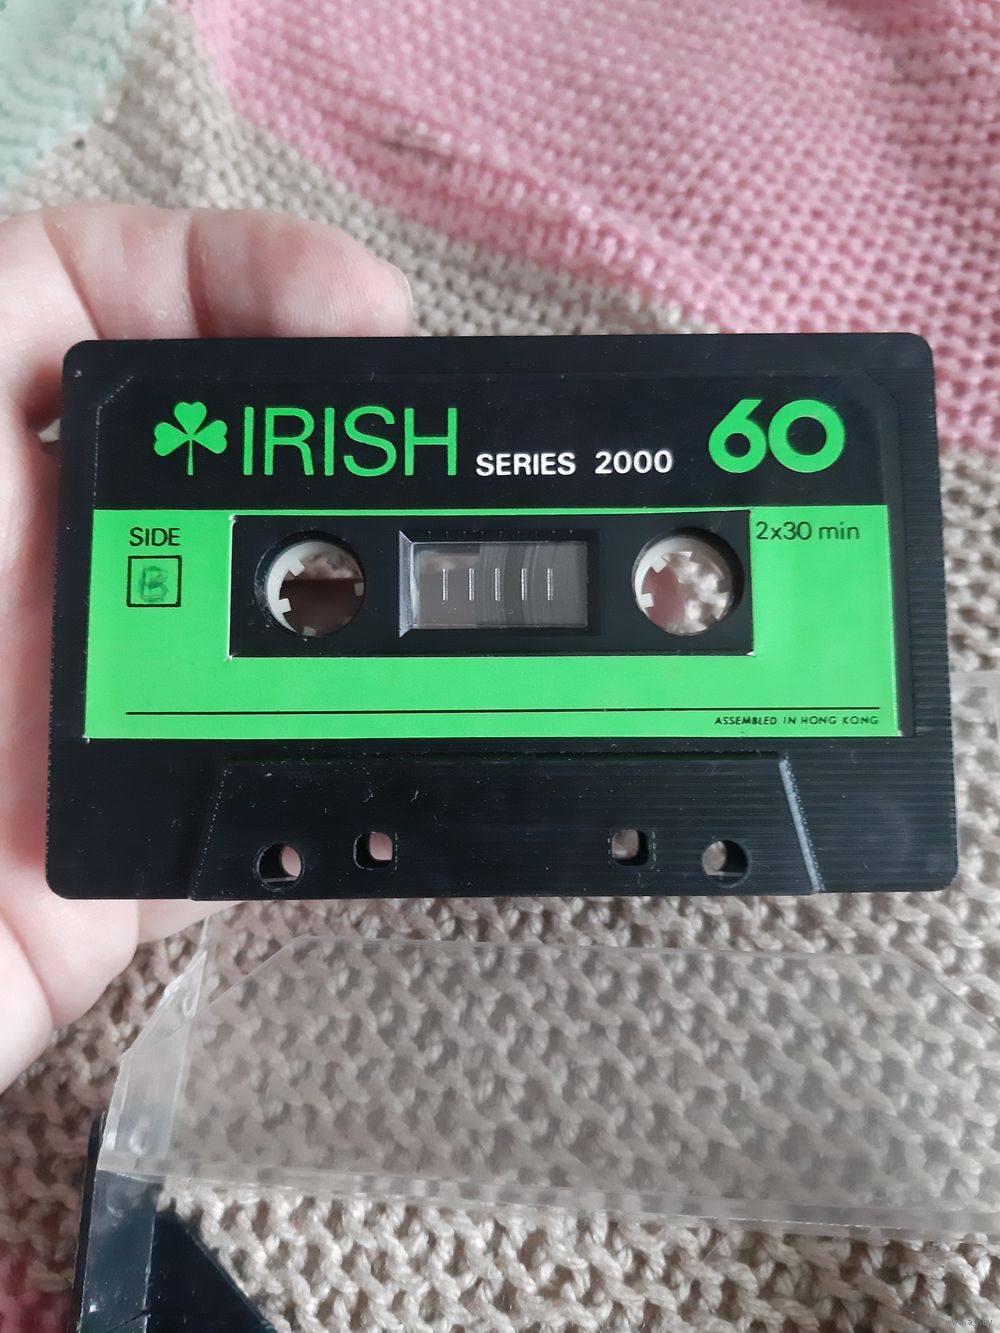 IRISH SERIES 2000 60
SIDE
B
2x30 min
ASSEMBLED IN HONG KONG